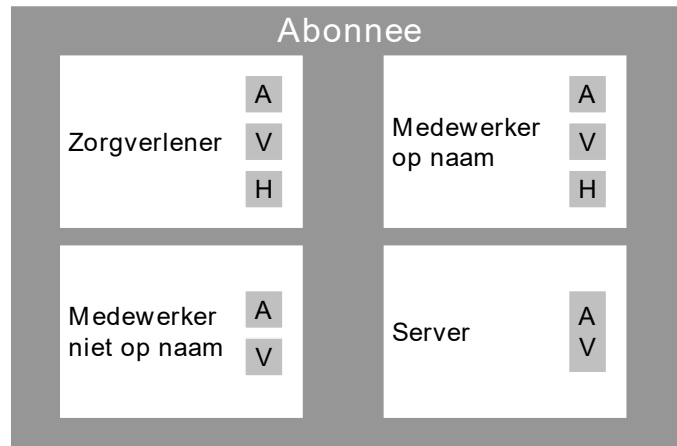 Abonnee
Zorgverlener
A
V
H
Medewerker
op naam
A
V
H
Medewerker
niet op naam
A
V
Server
A
V